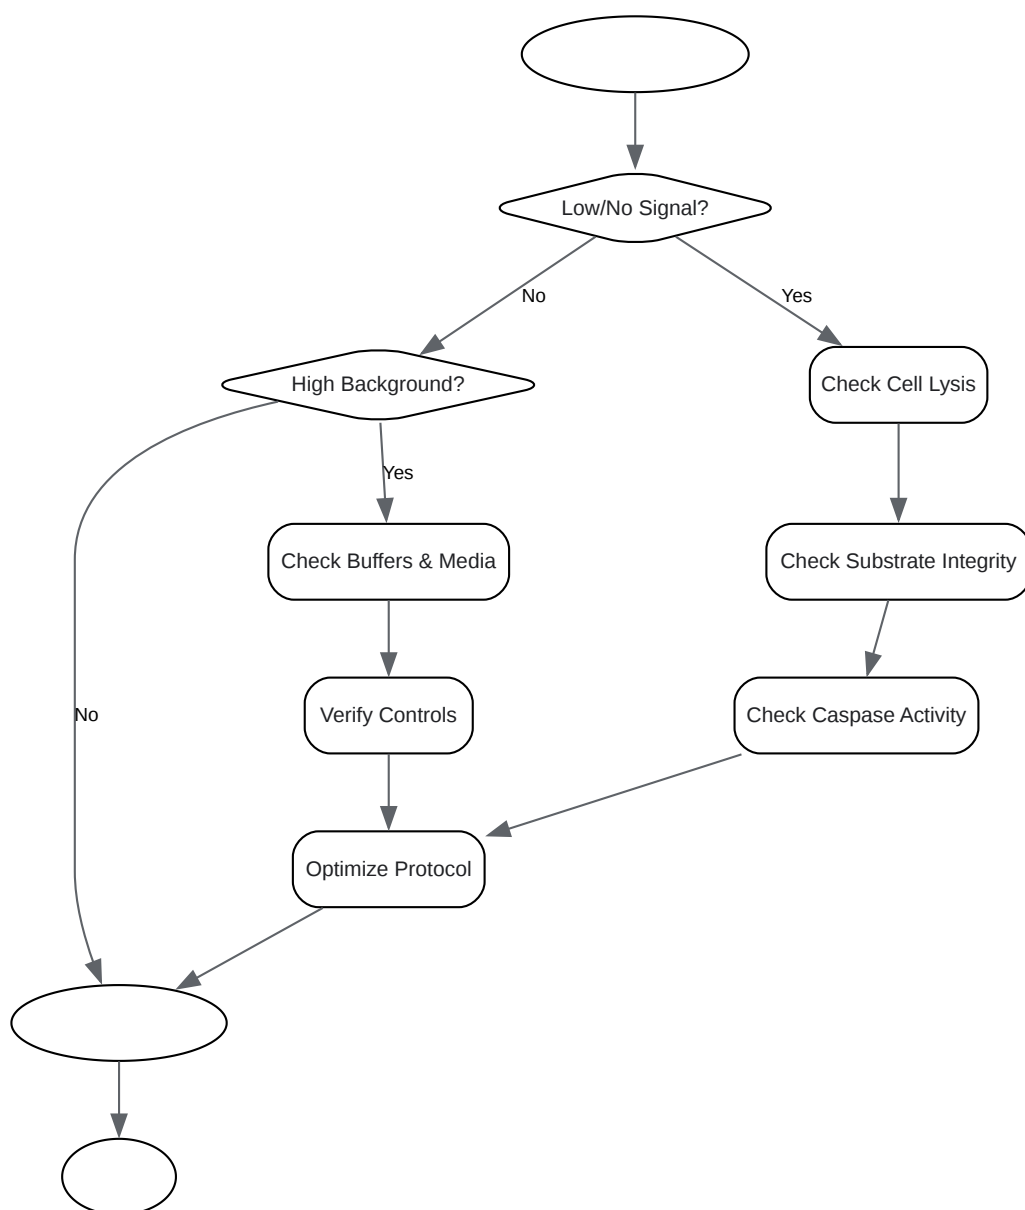 Low/No Signal?
No
Yes
High Background?
Check Cell Lysis
Yes
Check Buffers & Media
Check Substrate Integrity
No
Verify Controls
Check Caspase Activity
Optimize Protocol